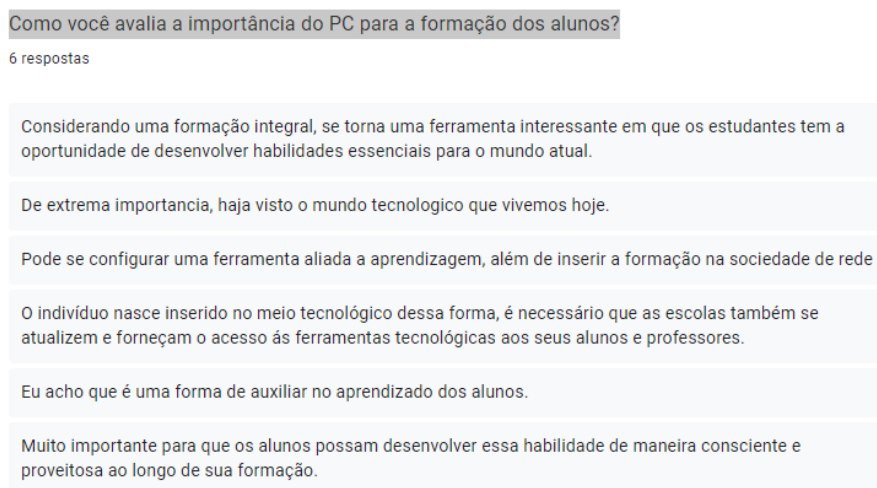 Como você avalia a importância do PC para a formação dos alunos?
6 respostas
Considerando uma formação integral, se torna uma ferramenta interessante em que os estudantes tem a
oportunidade de desenvolver habilidades essenciais para o mundo atual.
De extrema importancia, haja visto o mundo tecnologico que vivemos hoje.
Pode se configurar uma ferramenta aliada a aprendizagem, além de inserir a formação na sociedade de rede
O indivíduo nasce inserido no meio tecnológico dessa forma, é necessário que as escolas também se
atualizem e forneçam o acesso ás ferramentas tecnológicas aos seus alunos e professores.
Eu acho que é uma forma de auxiliar no aprendizado dos alunos.
Muito importante para que os alunos possam desenvolver essa habilidade de maneira consciente e
proveitosa ao longo de sua formação.